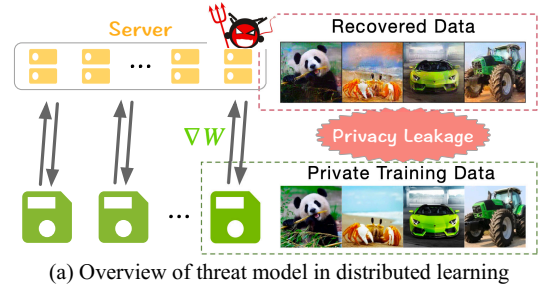 Server
Recovered Data
...
∇W
Privacy Leakage
Private Training Data
...
(a) Overview of threat model in distributed learning